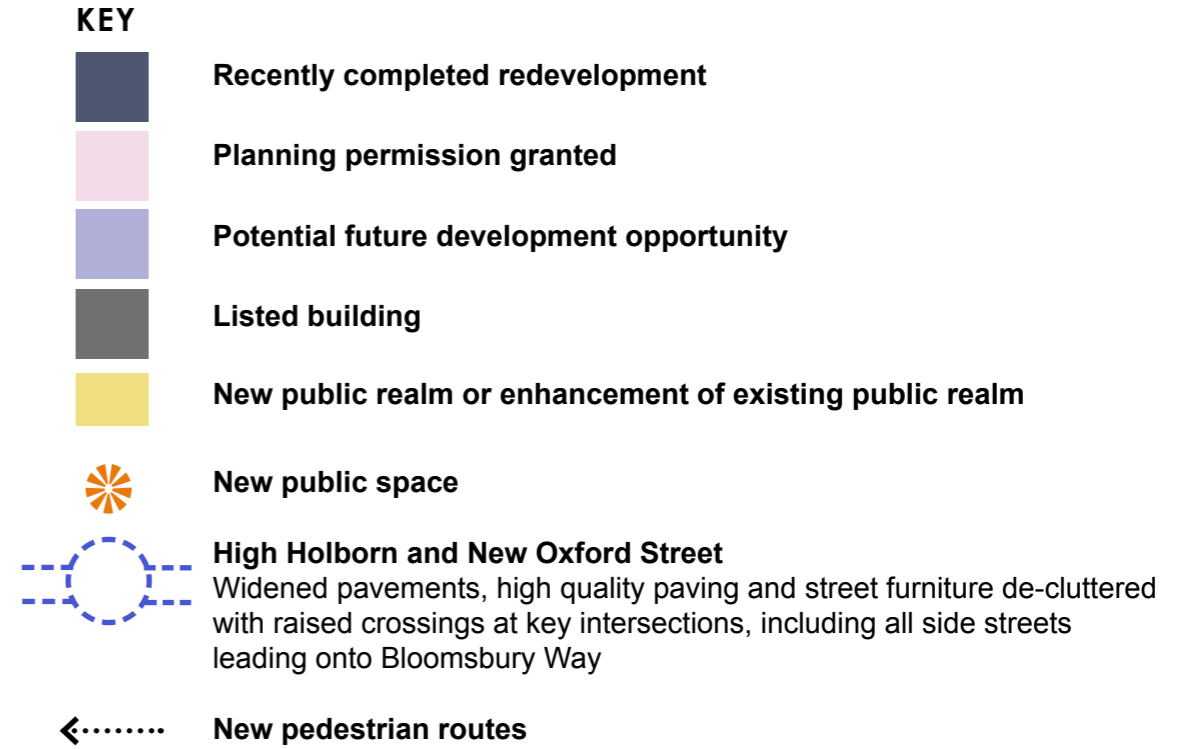 KEY
Recently completed redevelopment
Planning permission granted
Potential future development opportunity
Listed building
New public realm or enhancement of existing public realm
New public space
High Holborn and New Oxford Street
Widened pavements, high quality paving and street furniture de-cluttered
with raised crossings at key intersections, including all side streets
leading onto Bloomsbury Way
New pedestrian routes